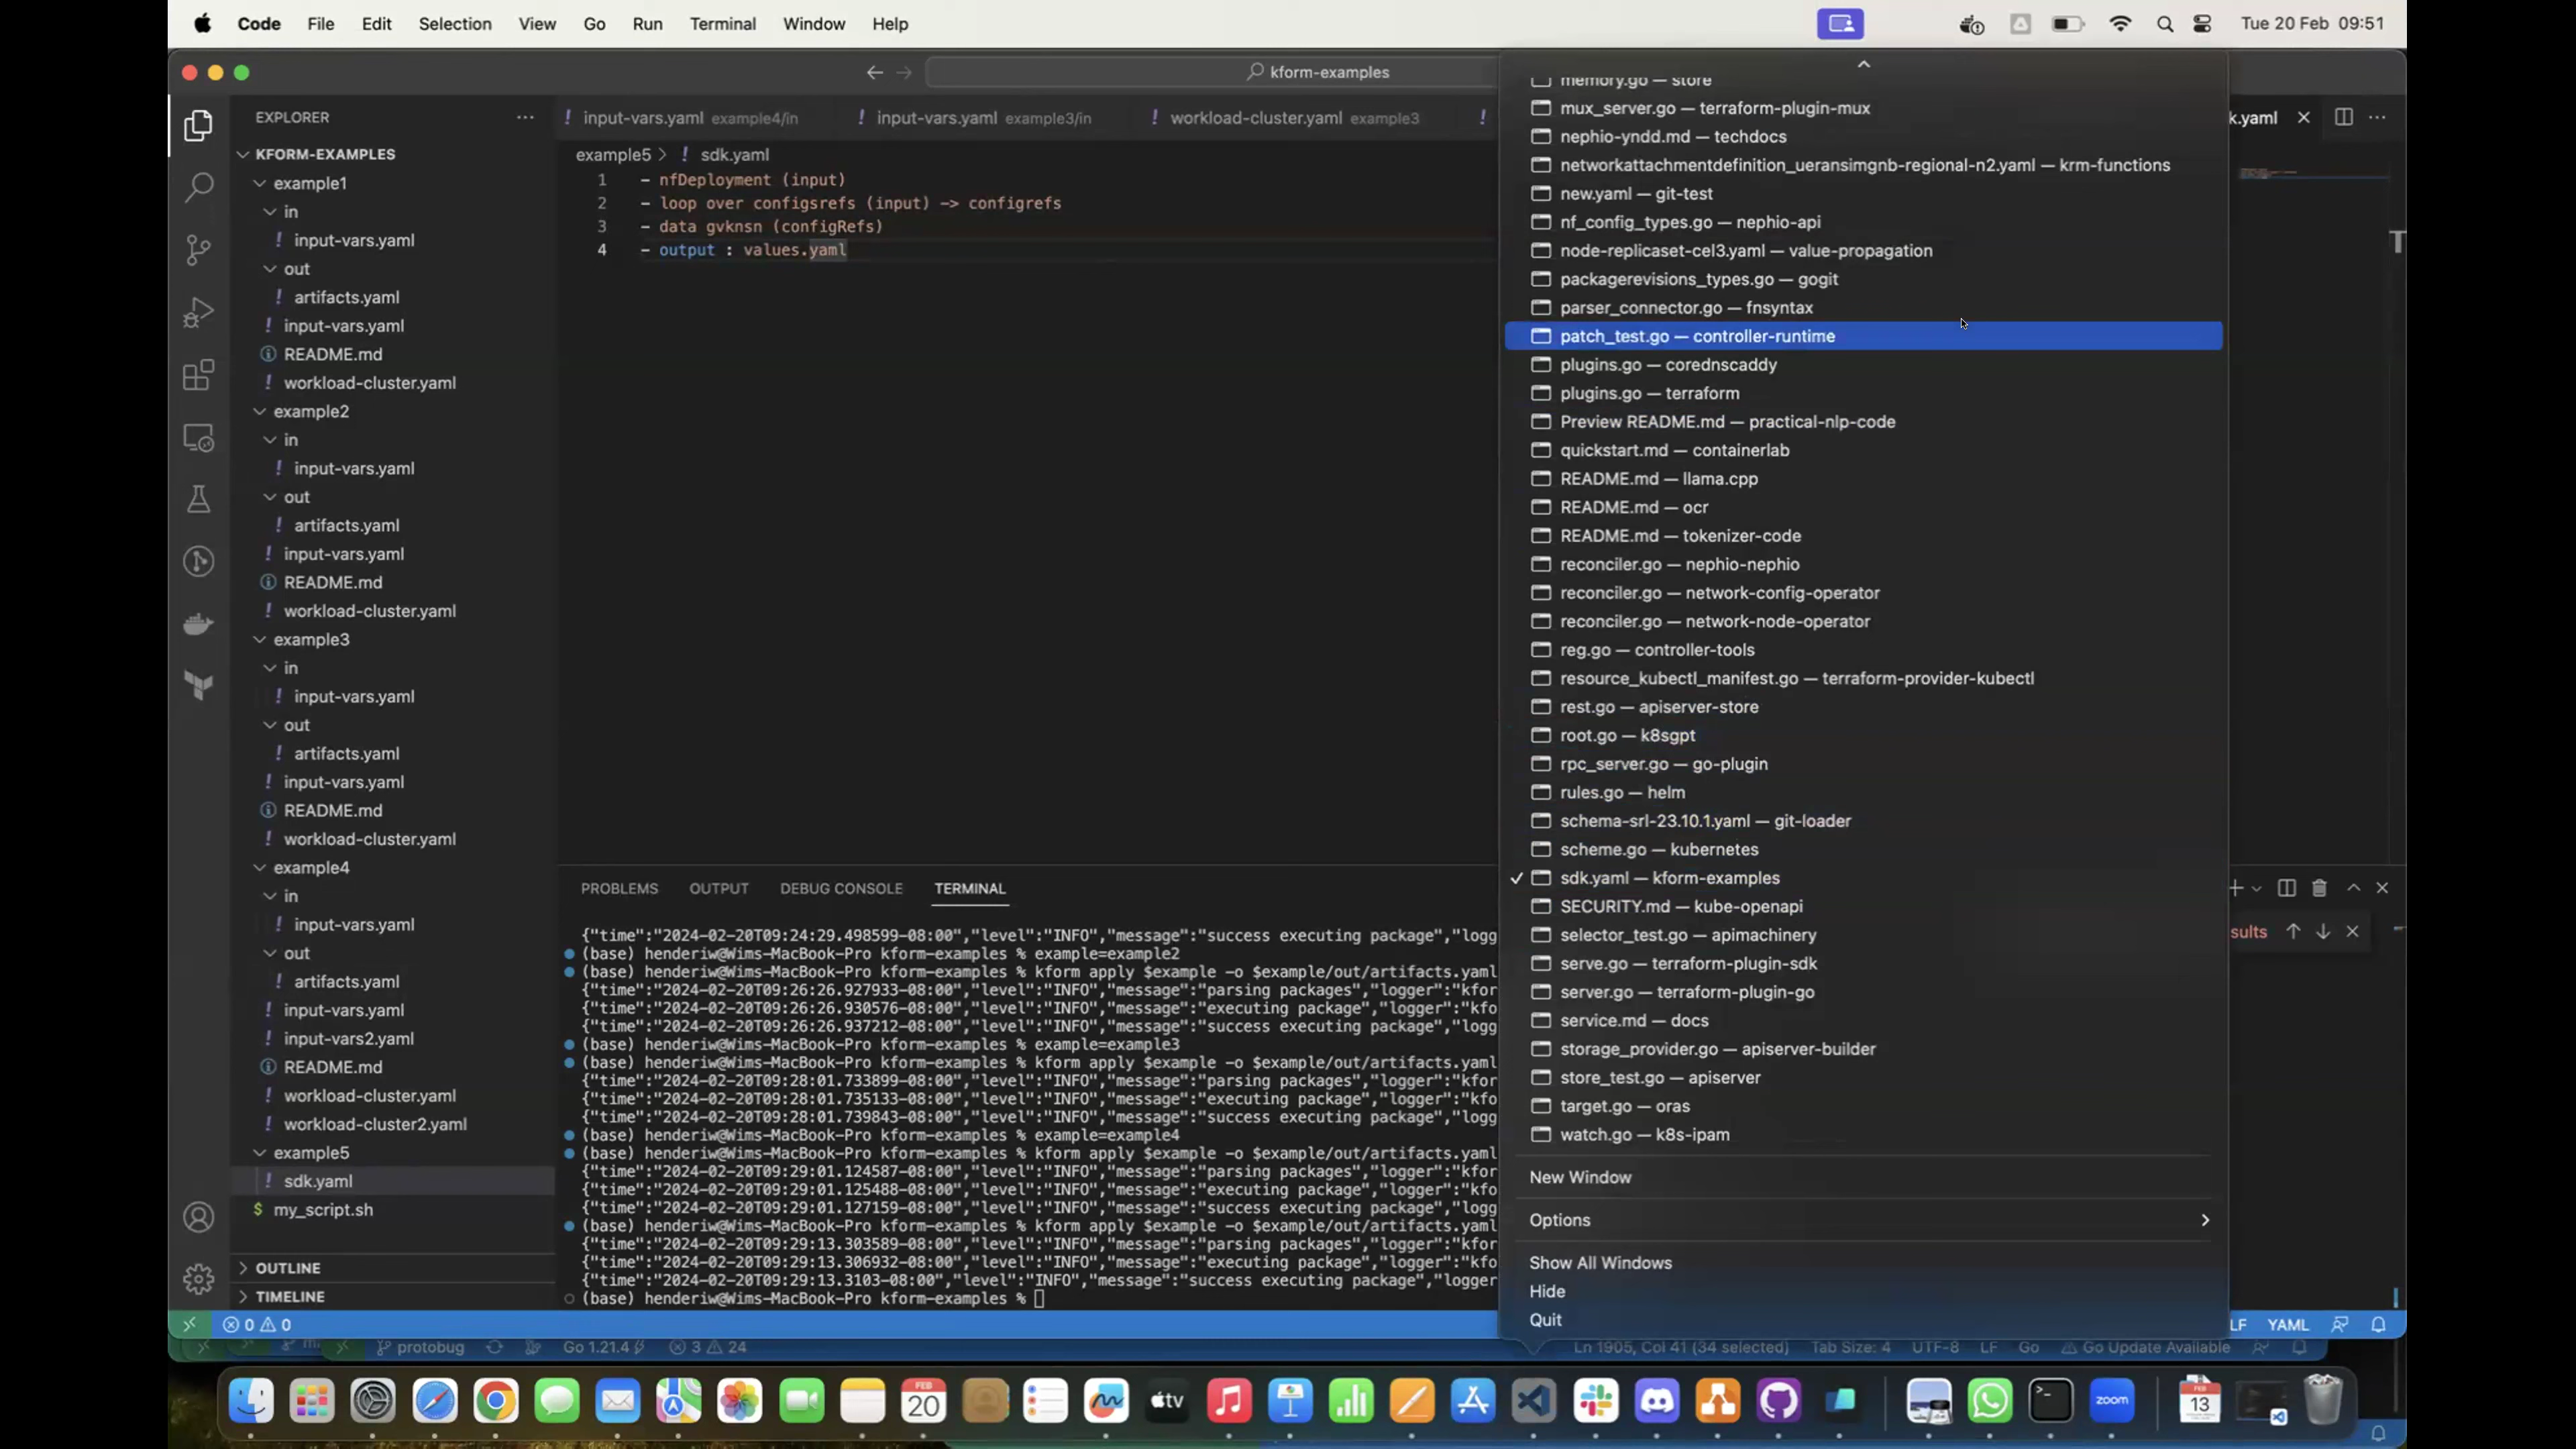 Code File Edit Selection View Go Run Terminal Window Help
Tue 20 Feb 09:51
kform-examples
EXPLORER
KFORM-EXAMPLES
example1
in
input-vars.yaml
out
artifacts.yaml
input-vars.yaml
README.md
workload-cluster.yaml
example2
in
input-vars.yaml
out
artifacts.yaml
input-vars.yaml
README.md
workload-cluster.yaml
example3
in
input-vars.yaml
out
artifacts.yaml
input-vars.yaml
README.md
workload-cluster.yaml
example4
in
input-vars.yaml
out
artifacts.yaml
input-vars.yaml
input-vars2.yaml
README.md
workload-cluster.yaml
workload-cluster2.yaml
example5
sdk.yaml
my_script.sh
OUTLINE
TIMELINE
input-vars.yaml example4/in input-vars.yaml example3/in workload-cluster.yaml example3 k.yaml
example5 > sdk.yaml
1 - nfDeployment (input)
2 - loop over configsrefs (input) -> configrefs
3 - data gvknsn (configRefs)
4 - output : values.yaml
PROBLEMS OUTPUT DEBUG CONSOLE TERMINAL
sults
{"time":"2024-02-20T09:24:29.498599-08:00","level":"INFO","message":"success executing package","logg
(base) henderiw@Wims-MacBook-Pro kform-examples % example=example2
(base) henderiw@Wims-MacBook-Pro kform-examples % kform apply $example -o $example/out/artifacts.yaml
{"time":"2024-02-20T09:26:26.927933-08:00","level":"INFO","message":"parsing packages","logger":"kfor
{"time":"2024-02-20T09:26:26.930576-08:00","level":"INFO","message":"executing package","logger":"kfo
{"time":"2024-02-20T09:26:26.937212-08:00","level":"INFO","message":"success executing package","logg
(base) henderiw@Wims-MacBook-Pro kform-examples % example=example3
(base) henderiw@Wims-MacBook-Pro kform-examples % kform apply $example -o $example/out/artifacts.yaml
{"time":"2024-02-20T09:28:01.733899-08:00","level":"INFO","message":"parsing packages","logger":"kfor
{"time":"2024-02-20T09:28:01.735133-08:00","level":"INFO","message":"executing package","logger":"kfo
{"time":"2024-02-20T09:28:01.739843-08:00","level":"INFO","message":"success executing package","logg
(base) henderiw@Wims-MacBook-Pro kform-examples % example=example4
(base) henderiw@Wims-MacBook-Pro kform-examples % kform apply $example -o $example/out/artifacts.yaml
{"time":"2024-02-20T09:29:01.124587-08:00","level":"INFO","message":"parsing packages","logger":"kfor
{"time":"2024-02-20T09:29:01.125488-08:00","level":"INFO","message":"executing package","logger":"kfo
{"time":"2024-02-20T09:29:01.127159-08:00","level":"INFO","message":"success executing package","logg
(base) henderiw@Wims-MacBook-Pro kform-examples % kform apply $example -o $example/out/artifacts.yaml
{"time":"2024-02-20T09:29:13.303589-08:00","level":"INFO","message":"parsing packages","logger":"kfor
{"time":"2024-02-20T09:29:13.306932-08:00","level":"INFO","message":"executing package","logger":"kfo
{"time":"2024-02-20T09:29:13.3103-08:00","level":"INFO","message":"success executing package","logger
(base) henderiw@Wims-MacBook-Pro kform-examples %
memory.go — store
mux_server.go — terraform-plugin-mux
nephio-yndd.md — techdocs
networkattachmentdefinition_ueransimgnb-regional-n2.yaml — krm-functions
new.yaml — git-test
nf_config_types.go — nephio-api
node-replicaset-cel3.yaml — value-propagation
packagerevisions_types.go — gogit
parser_connector.go — fnsyntax
patch_test.go — controller-runtime
plugins.go — corednscaddy
plugins.go — terraform
Preview README.md — practical-nlp-code
quickstart.md — containerlab
README.md — llama.cpp
README.md — ocr
README.md — tokenizer-code
reconciler.go — nephio-nephio
reconciler.go — network-config-operator
reconciler.go — network-node-operator
reg.go — controller-tools
resource_kubectl_manifest.go — terraform-provider-kubectl
rest.go — apiserver-store
root.go — k8sgpt
rpc_server.go — go-plugin
rules.go — helm
schema-srl-23.10.1.yaml — git-loader
scheme.go — kubernetes
✓ sdk.yaml — kform-examples
SECURITY.md — kube-openapi
selector_test.go — apimachinery
serve.go — terraform-plugin-sdk
server.go — terraform-plugin-go
service.md — docs
storage_provider.go — apiserver-builder
store_test.go — apiserver
target.go — oras
watch.go — k8s-ipam
New Window
Options
Show All Windows
Hide
Quit
0 0 LF YAML
protobug Go 1.21.4 3 24 Ln 1905, Col 41 (34 selected) Tab Size: 4 UTF-8 LF Go Go Update Available
FEB 20 tv zoom FEB 13